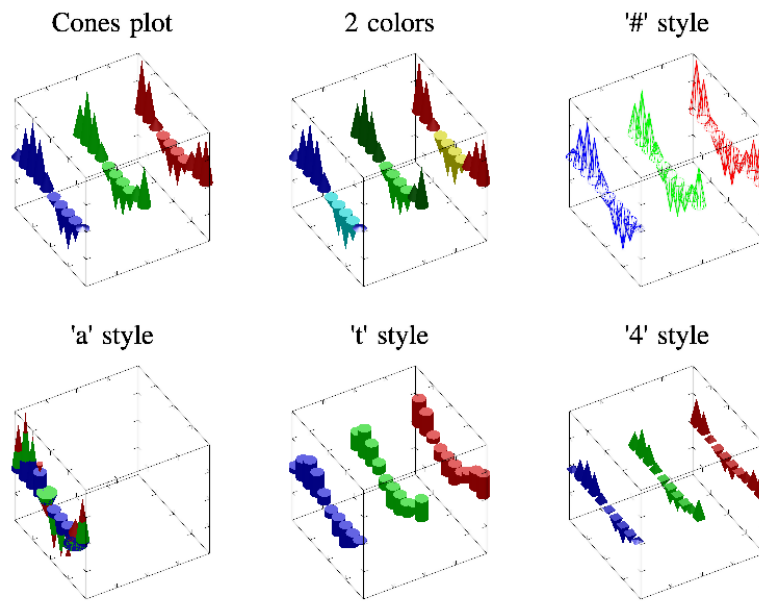 Cones plot
2 colors
'#' style
'a' style
't' style
'4' style